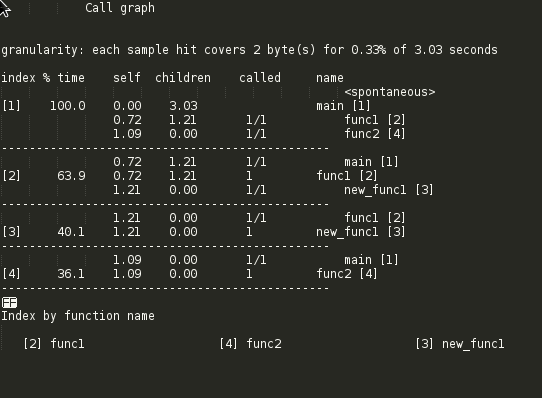 Call graph
granularity: each sample hit covers 2 byte(s) for 0.33% of 3.03 seconds
index % time    self  children    called     name
                                                 <spontaneous>
[1]    100.0    0.00    3.03                 main [1]
                0.72    1.21       1/1           func1 [2]
                1.09    0.00       1/1           func2 [4]
-----------------------------------------------
                0.72    1.21       1/1           main [1]
[2]     63.9    0.72    1.21       1         func1 [2]
                1.21    0.00       1/1           new_func1 [3]
-----------------------------------------------
                1.21    0.00       1/1           func1 [2]
[3]     40.1    1.21    0.00       1         new_func1 [3]
-----------------------------------------------
                1.09    0.00       1/1           main [1]
[4]     36.1    1.09    0.00       1         func2 [4]
-----------------------------------------------
FF
Index by function name
   [2] func1                   [4] func2                   [3] new_func1